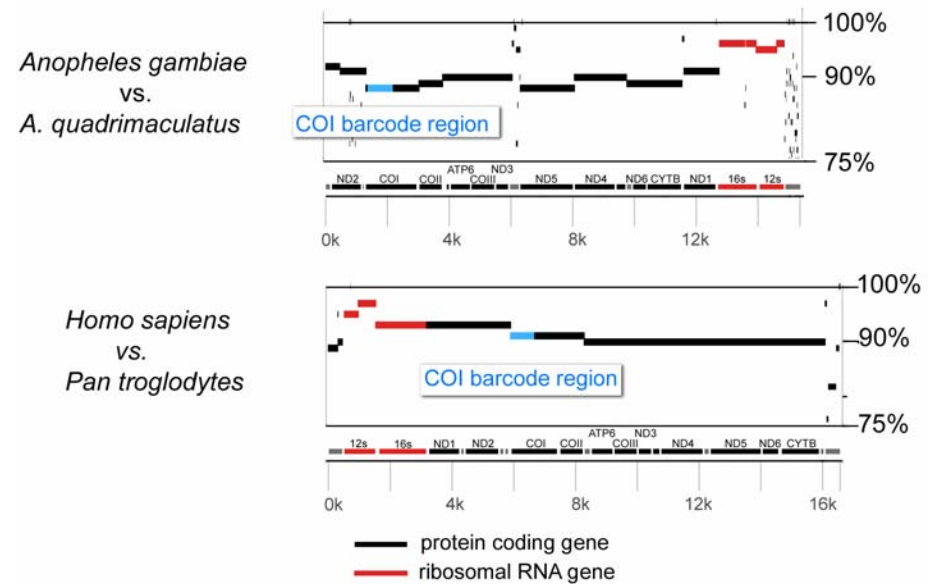 100%
Anopheles gambiae
vs.
A. quadrimaculatus
90%
COI barcode region
75%
ATP6 ND3
ND2 COI COII COIII ND5 ND4 ND6 CYTB ND1 16s 12s
0k 4k 8k 12k
100%
Homo sapiens
vs.
Pan troglodytes
90%
COI barcode region
75%
ATP6 ND3
12s 16s ND1 ND2 COI COII COIII ND4 ND5 ND6 CYTB
0k 4k 8k 12k 16k
protein coding gene
ribosomal RNA gene